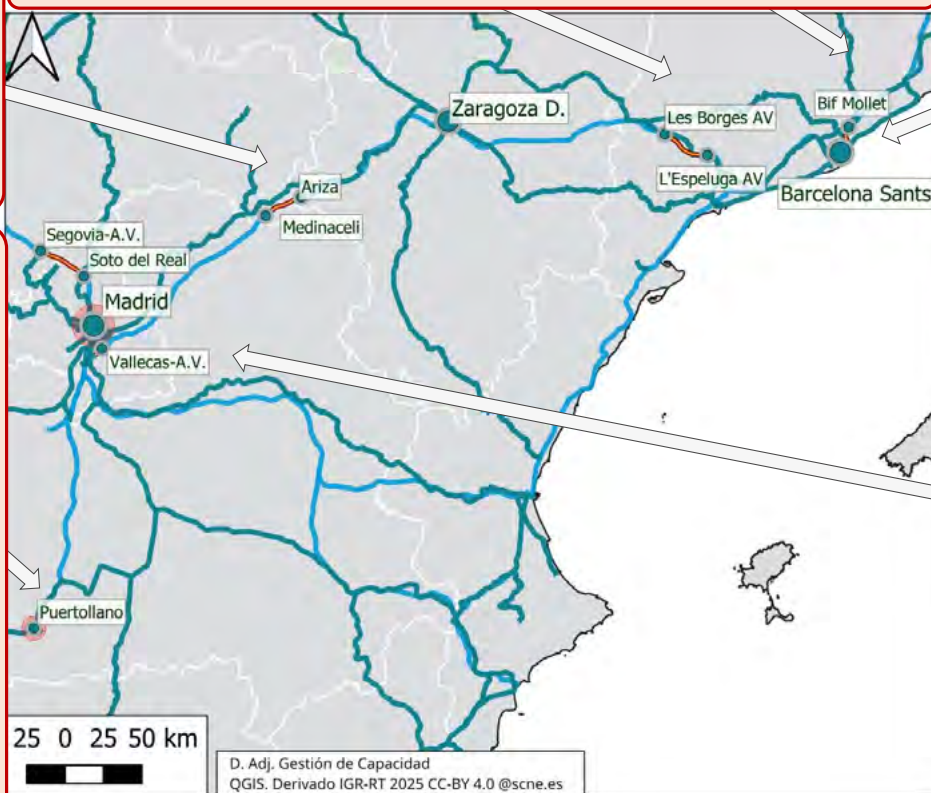 Zaragoza D.
Les Borges AV
Bif Mollet
L'Espeluga AV
Barcelona Sants
Ariza
Medinaceli
Segovia-A.V.
Soto del Real
Madrid
Vallecas-A.V.
Puertollano
25 0 25 50 km
D. Adj. Gestión de Capacidad
QGIS. Derivado IGR-RT 2025 CC-BY 4.0 @scne.es